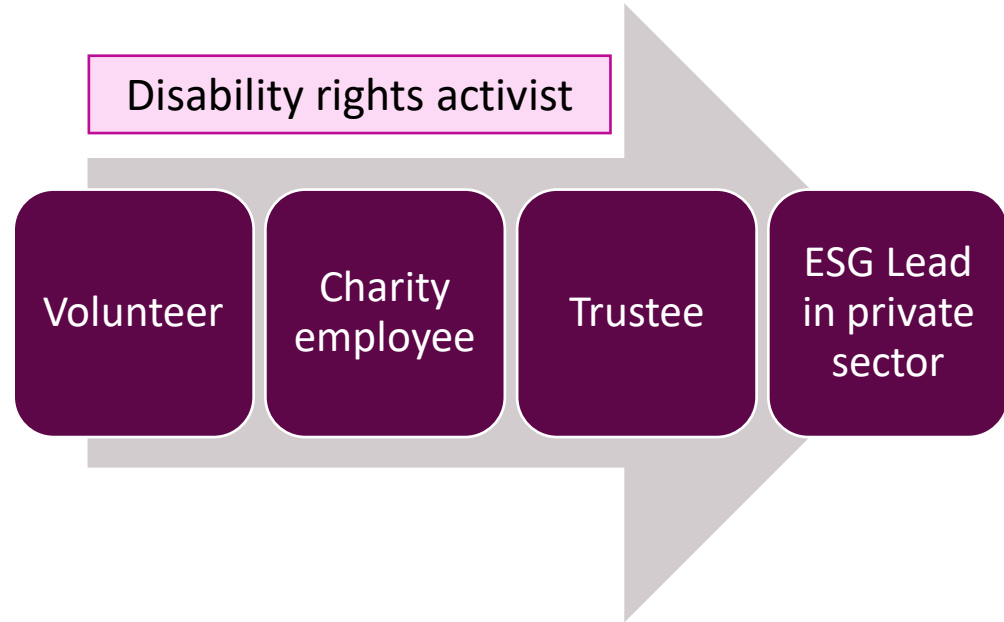 Disability rights activist
Volunteer
Charity
employee
Trustee
ESG Lead
in private
sector